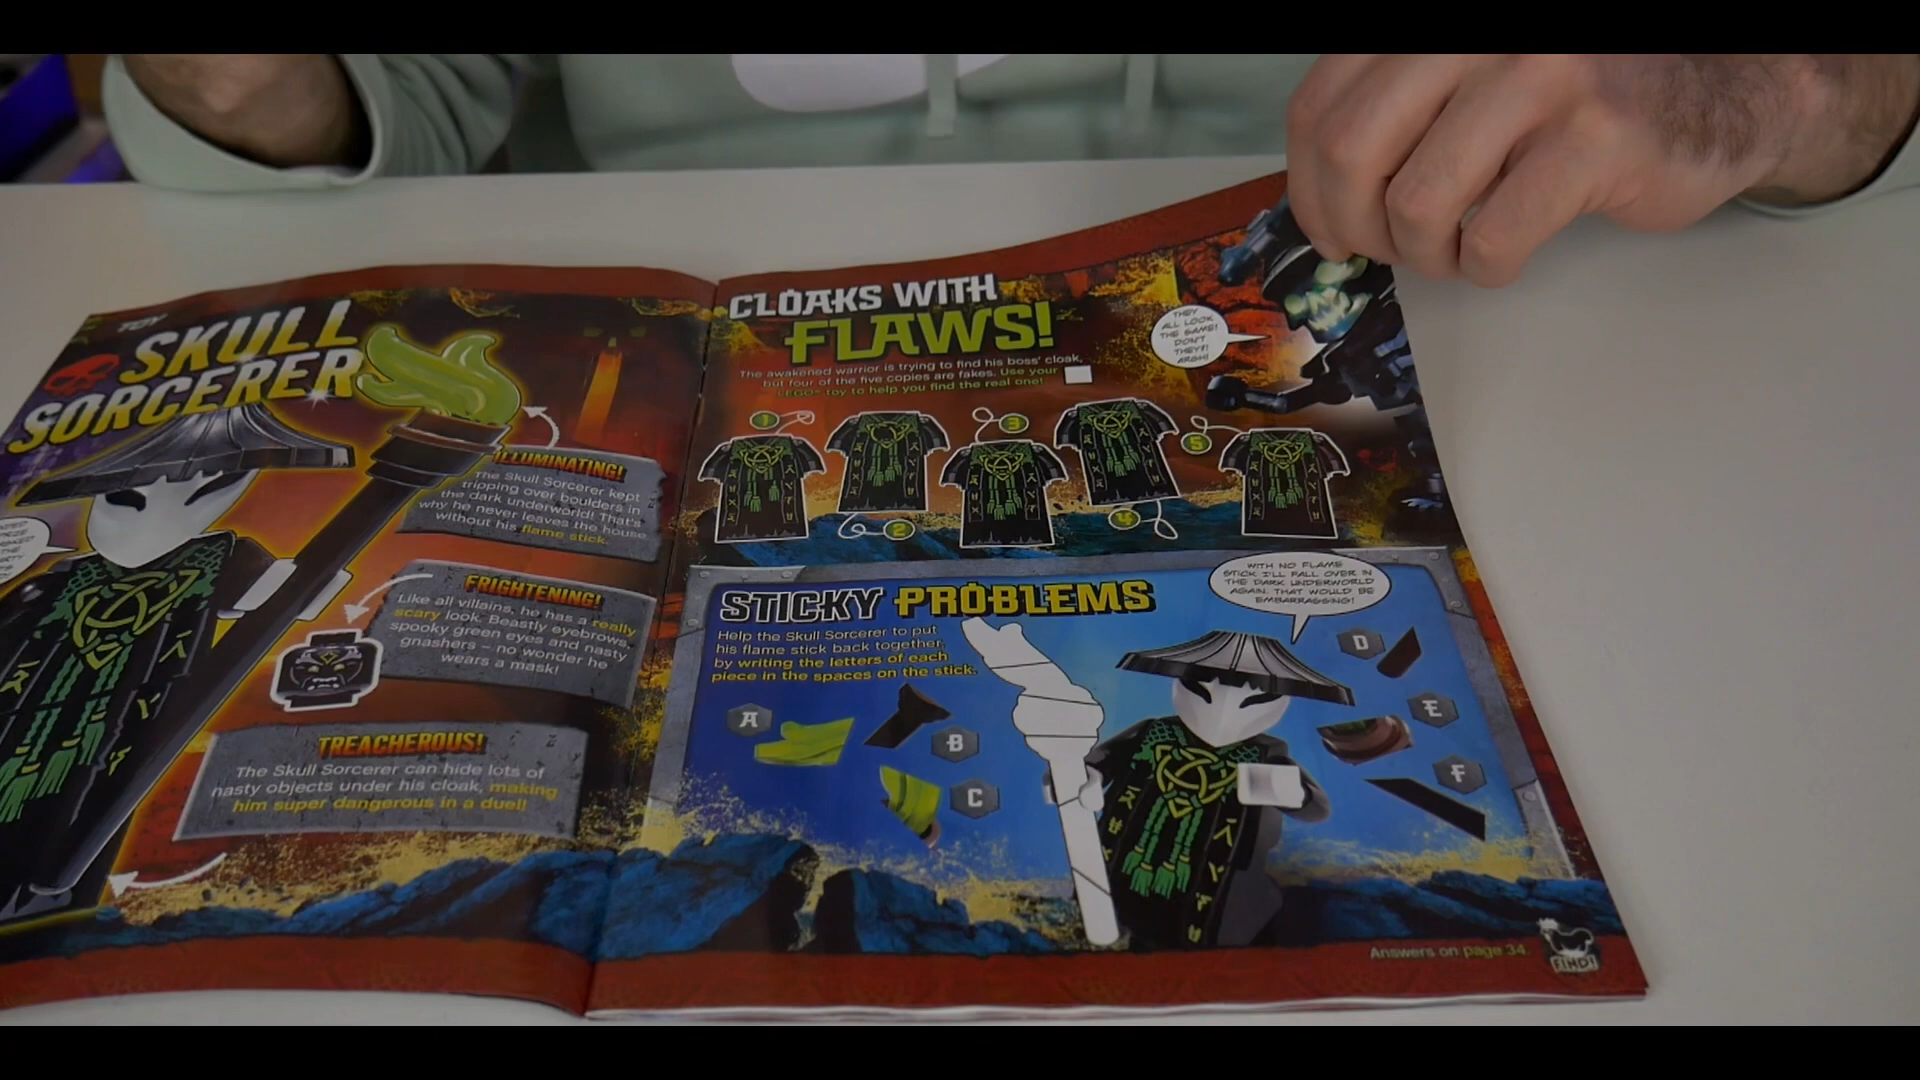 TOY
SKULL
SORCERER
ILLUMINATING!
The Skull Sorcerer kept
tripping over boulders in
the dark underworld! That's
why he never leaves the house
without his flame stick.
FRIGHTENING!
Like all villains, he has a really
scary look. Beastly eyebrows,
spooky green eyes and nasty
gnashers – no wonder he
wears a mask!
TREACHEROUS!
The Skull Sorcerer can hide lots of
nasty objects under his cloak, making
him super dangerous in a duel!
CLOAKS WITH
FLAWS!
The awakened warrior is trying to find his boss' cloak,
but four of the five copies are fakes. Use your
LEGO® toy to help you find the real one!
THEY
ALL LOOK
THE SAME!
DON'T
THEY?!
ARGH!
1
2
3
4
5
STICKY PROBLEMS
Help the Skull Sorcerer to put
his flame stick back together,
by writing the letters of each
piece in the spaces on the stick.
WITH NO FLAME
STICK I'LL FALL OVER IN
THE DARK UNDERWORLD
AGAIN. THAT WOULD BE
EMBARRASSING!
A
B
C
D
E
F
Answers on page 34.
FIND!